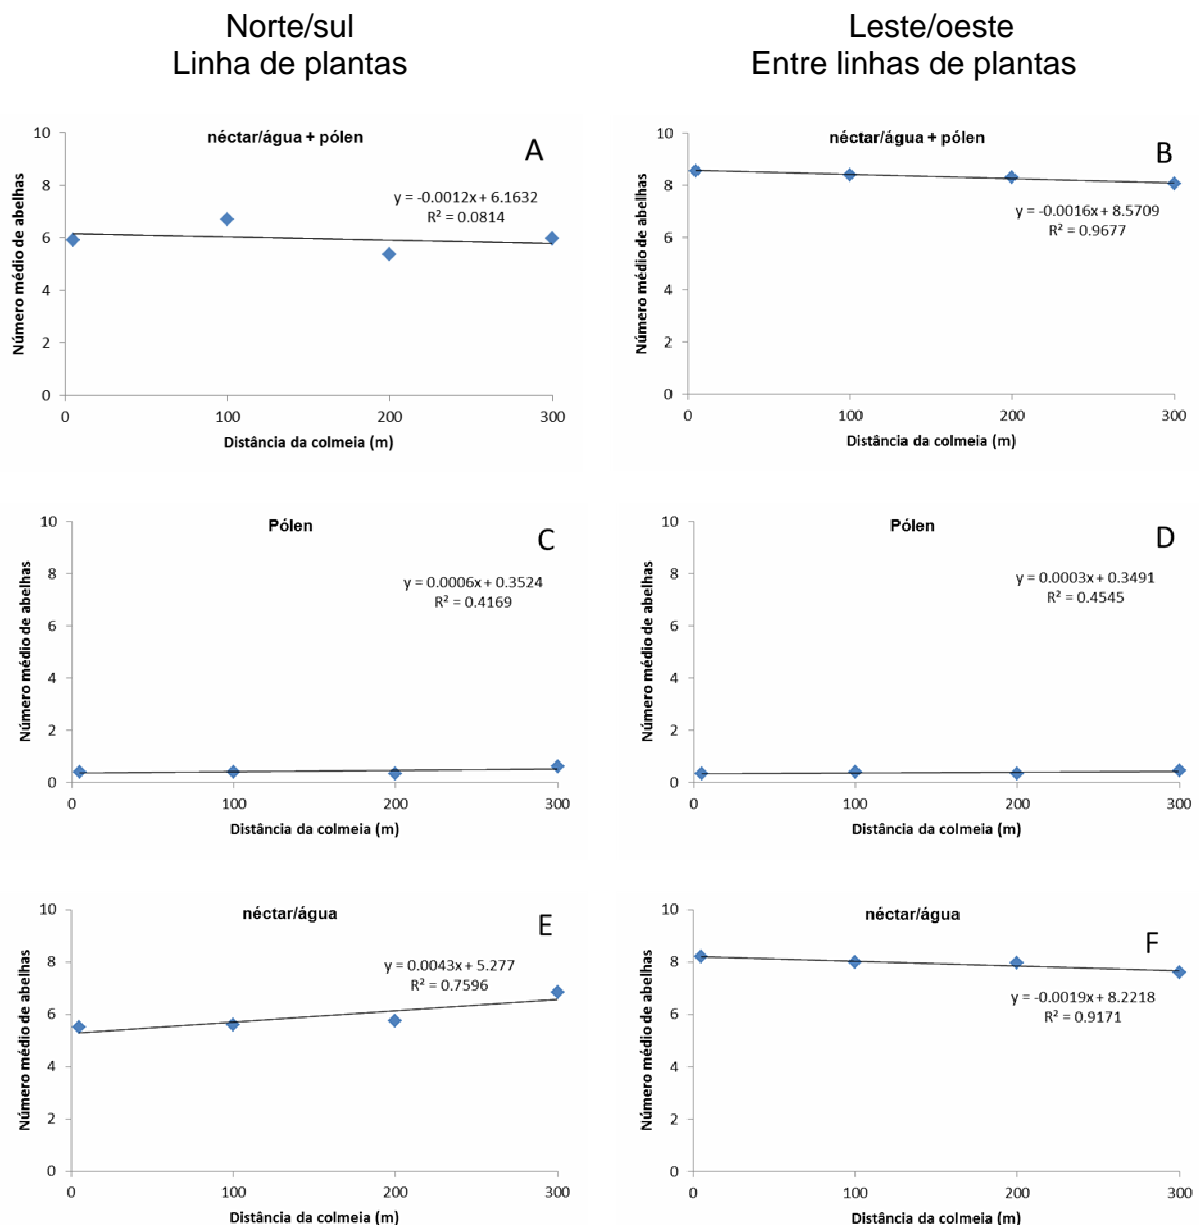 Norte/sul
Linha de plantas
Leste/oeste
Entre linhas de plantas
néctar/água + pólen
A
y = -0.0012x + 6.1632
R² = 0.0814
Número médio de abelhas
10
8
6
4
2
0
0 100 200 300
Distância da colmeia (m)
néctar/água + pólen
B
y = -0.0016x + 8.5709
R² = 0.9677
Número médio de abelhas
10
8
6
4
2
0
0 100 200 300
Distância da colmeia (m)
Pólen
C
y = 0.0006x + 0.3524
R² = 0.4169
Número médio de abelhas
10
8
6
4
2
0
0 100 200 300
Distância da colmeia (m)
Pólen
D
y = 0.0003x + 0.3491
R² = 0.4545
Número médio de abelhas
10
8
6
4
2
0
0 100 200 300
Distância da colmeia (m)
néctar/água
E
y = 0.0043x + 5.277
R² = 0.7596
Número médio de abelhas
10
8
6
4
2
0
0 100 200 300
Distância da colmeia (m)
néctar/água
F
y = -0.0019x + 8.2218
R² = 0.9171
Número médio de abelhas
10
8
6
4
2
0
0 100 200 300
Distância da colmeia (m)